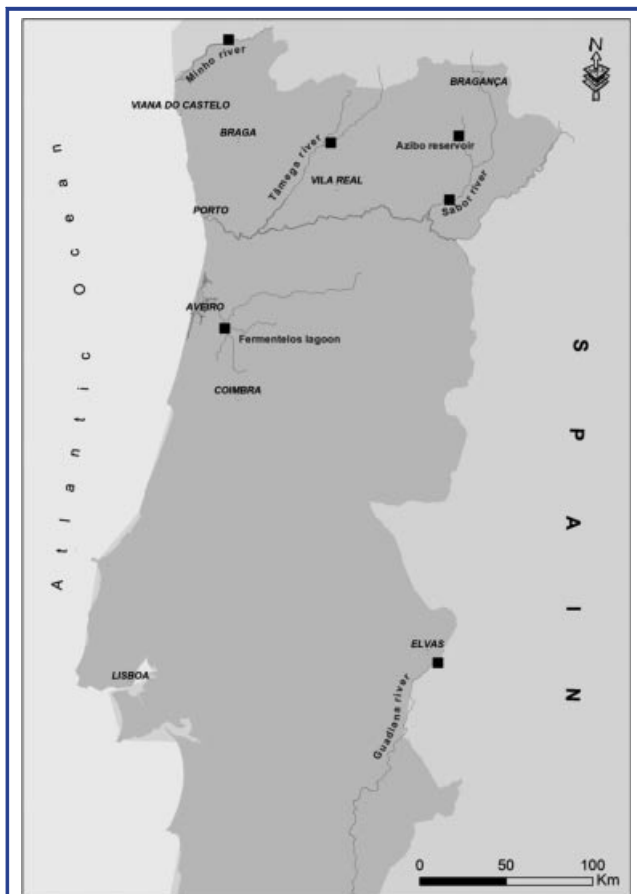 N
Minho river
BRAGANÇA
VIANA DO CASTELO
BRAGA
Tâmega river
Azibo reservoir
VILA REAL
Sabor river
PORTO
Atlantic Ocean
AVEIRO
Fermentelos lagoon
COIMBRA
SPAIN
ELVAS
LISBOA
Guadiana river
0 50 100
Km